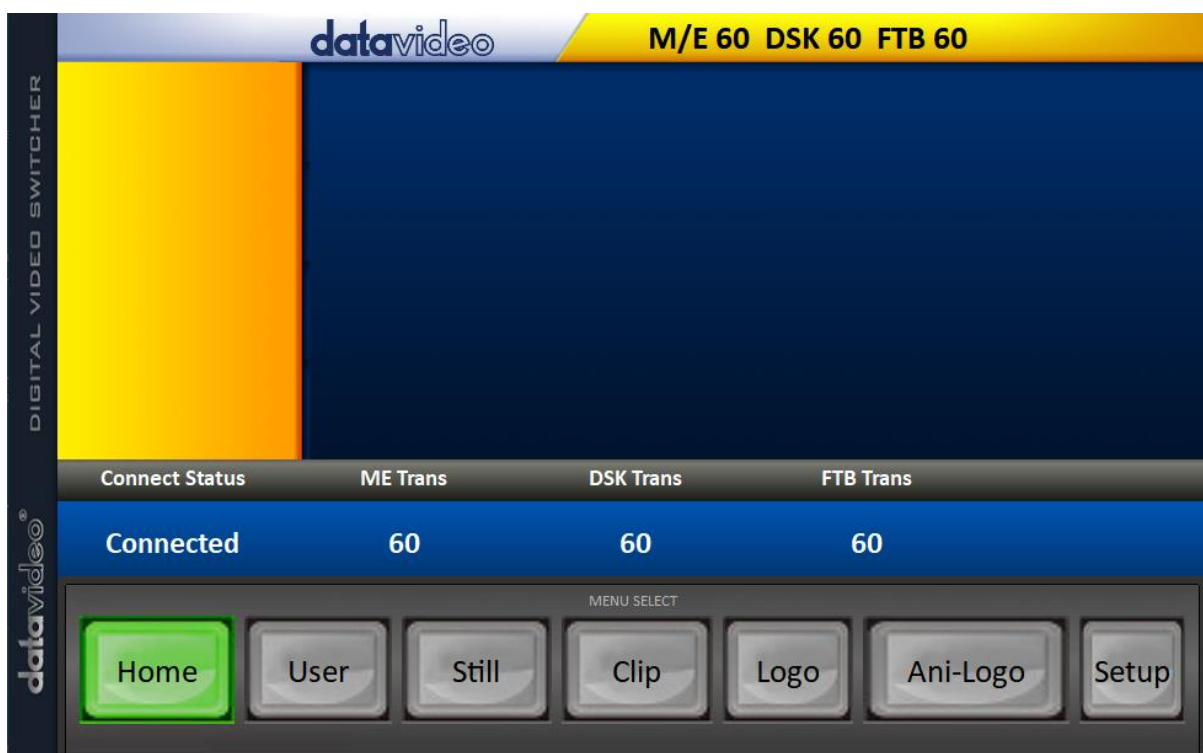 datavideo
M/E 60 DSK 60 FTB 60
DIGITAL VIDEO SWITCHER
datavideo®
Connect Status ME Trans DSK Trans FTB Trans
Connected 60 60 60
MENU SELECT
Home User Still Clip Logo Ani-Logo Setup